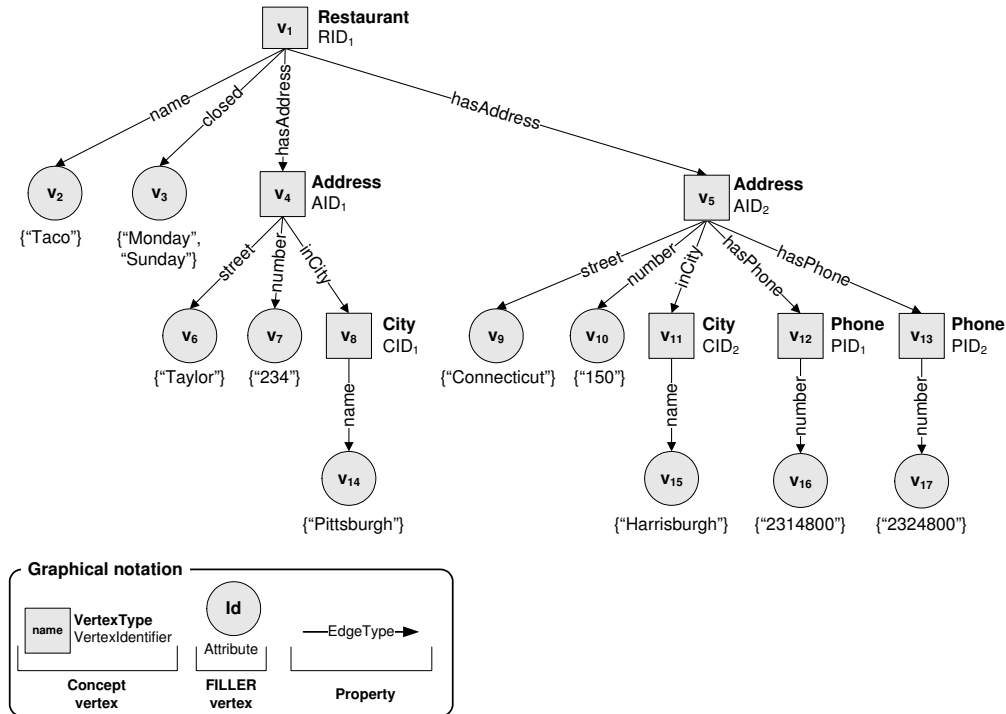 v1 Restaurant
RID1
name
closed
hasAddress
hasAddress
v2
v3
v4 Address
AID1
v5 Address
AID2
{“Taco”}
{“Monday”,
“Sunday”}
street
number
inCity
street
number
inCity
hasPhone
hasPhone
v6
v7
v8 City
CID1
v9
v10
v11 City
CID2
v12 Phone
PID1
v13 Phone
PID2
{“Taylor”}
{“234”}
{“Connecticut”}
{“150”}
name
name
number
number
v14
v15
v16
v17
{“Pittsburgh”}
{“Harrisburgh”}
{“2314800”}
{“2324800”}
Graphical notation
name VertexType
VertexIdentifier
Id
Attribute
EdgeType
Concept
vertex
FILLER
vertex
Property